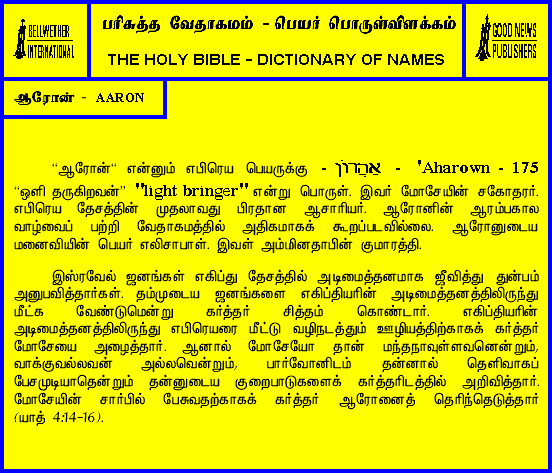 BELLWETHER
INTERNATIONAL
பரிசுத்த வேதாகமம் - பெயர் பொருள்விளக்கம்
THE HOLY BIBLE - DICTIONARY OF NAMES
GOOD NEWS
PUBLISHERS
ஆரோன் - AARON
“ஆரோன்“ என்னும் எபிரெய பெயருக்கு - אַהֲרוֹן - 'Aharown - 175
“ஒளி தருகிறவன்” "light bringer" என்று பொருள். இவர் மோசேயின் சகோதரர்.
எபிரெய தேசத்தின் முதலாவது பிரதான ஆசாரியர். ஆரோனின் ஆரம்பகால
வாழ்வைப் பற்றி வேதாகமத்தில் அதிகமாகக் கூறப்படவில்லை. ஆரோனுடைய
மனைவியின் பெயர் எலிசாபாள். இவள் அம்மினதாபின் குமாரத்தி.
இஸ்ரவேல் ஜனங்கள் எகிப்து தேசத்தில் அடிமைத்தனமாக ஜீவித்து துன்பம்
அனுபவித்தார்கள். தம்முடைய ஜனங்களை எகிப்தியரின் அடிமைத்தனத்திலிருந்து
மீட்க வேண்டுமென்று கர்த்தர் சித்தம் கொண்டார். எகிப்தியரின்
அடிமைத்தனத்திலிருந்து எபிரெயரை மீட்டு வழிநடத்தும் ஊழியத்திற்காகக் கர்த்தர்
மோசேயை அழைத்தார். ஆனால் மோசேயோ தான் மந்தநாவுள்ளவனென்றும்,
வாக்குவல்லவன் அல்லவென்றும், பார்வோனிடம் தன்னால் தெளிவாகப்
பேசமுடியாதென்றும் தன்னுடைய குறைபாடுகளைக் கர்த்தரிடத்தில் அறிவித்தார்.
மோசேயின் சார்பில் பேசுவதற்காகக் கர்த்தர் ஆரோனைத் தெரிந்தெடுத்தார்
(யாத் 4:14-16).